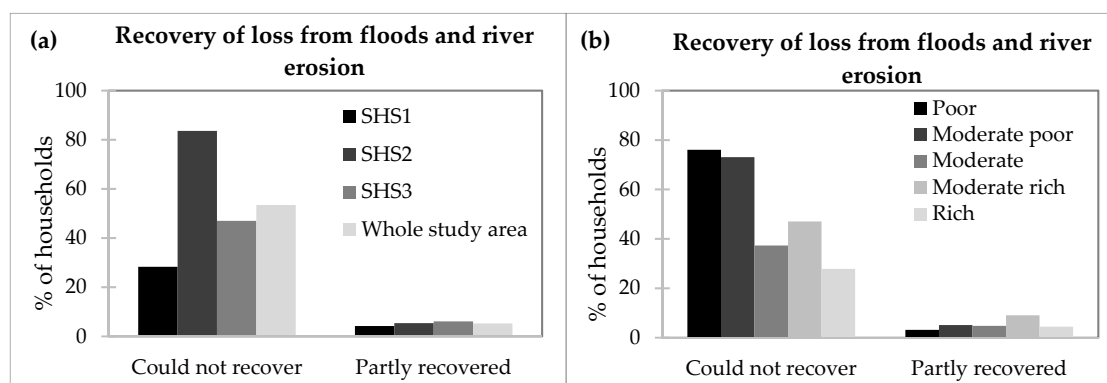 (a)
Recovery of loss from floods and river
erosion
100
80
60
40
20
0
% of households
SHS1
SHS2
SHS3
Whole study area
Could not recover
Partly recovered
(b)
Recovery of loss from floods and river
erosion
100
80
60
40
20
0
% of households
Poor
Moderate poor
Moderate
Moderate rich
Rich
Could not recover
Partly recovered